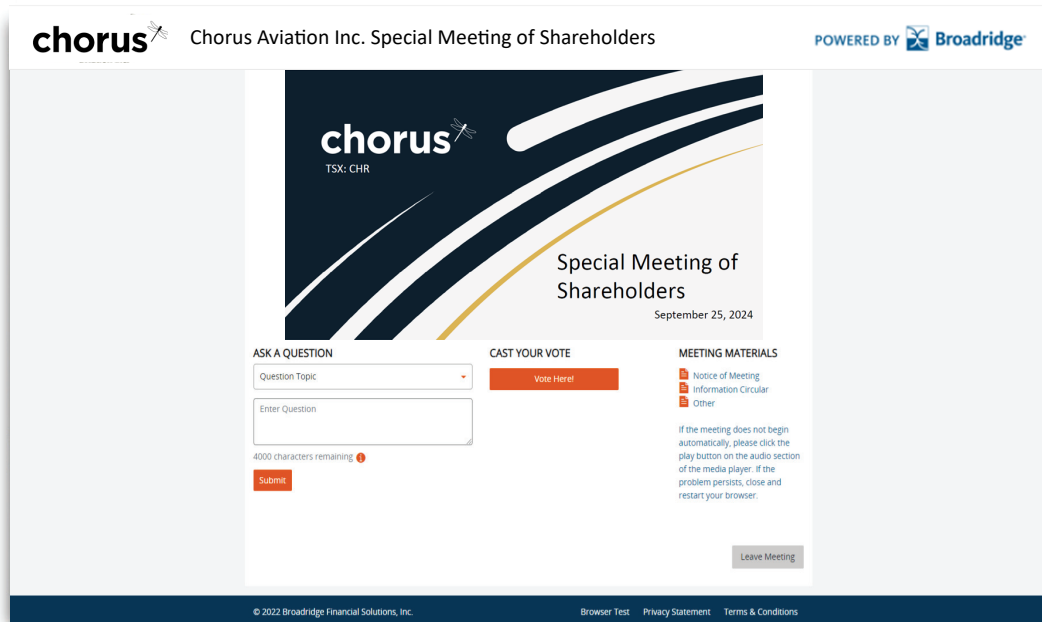 chorus
Chorus Aviation Inc. Special Meeting of Shareholders
POWERED BY Broadridge
chorus
TSX: CHR
Special Meeting of
Shareholders
September 25, 2024
ASK A QUESTION
Question Topic
Enter Question
4000 characters remaining
Submit
CAST YOUR VOTE
Vote Here!
MEETING MATERIALS
Notice of Meeting
Information Circular
Other
If the meeting does not begin
automatically, please click the
play button on the audio section
of the media player. If the
problem persists, close and
restart your browser.
Leave Meeting
© 2022 Broadridge Financial Solutions, Inc.
Browser Test Privacy Statement Terms & Conditions